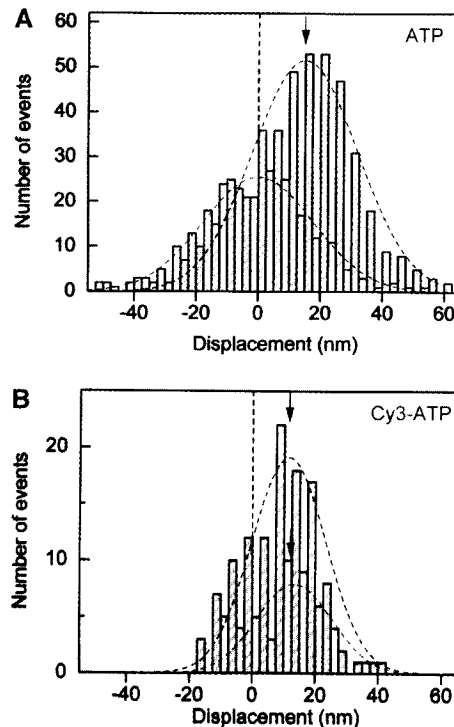 A
ATP
60
50
40
30
20
10
0
Number of events
-40 -20 0 20 40 60
Displacement (nm)
B
Cy3-ATP
20
10
0
Number of events
-40 -20 0 20 40 60
Displacement (nm)